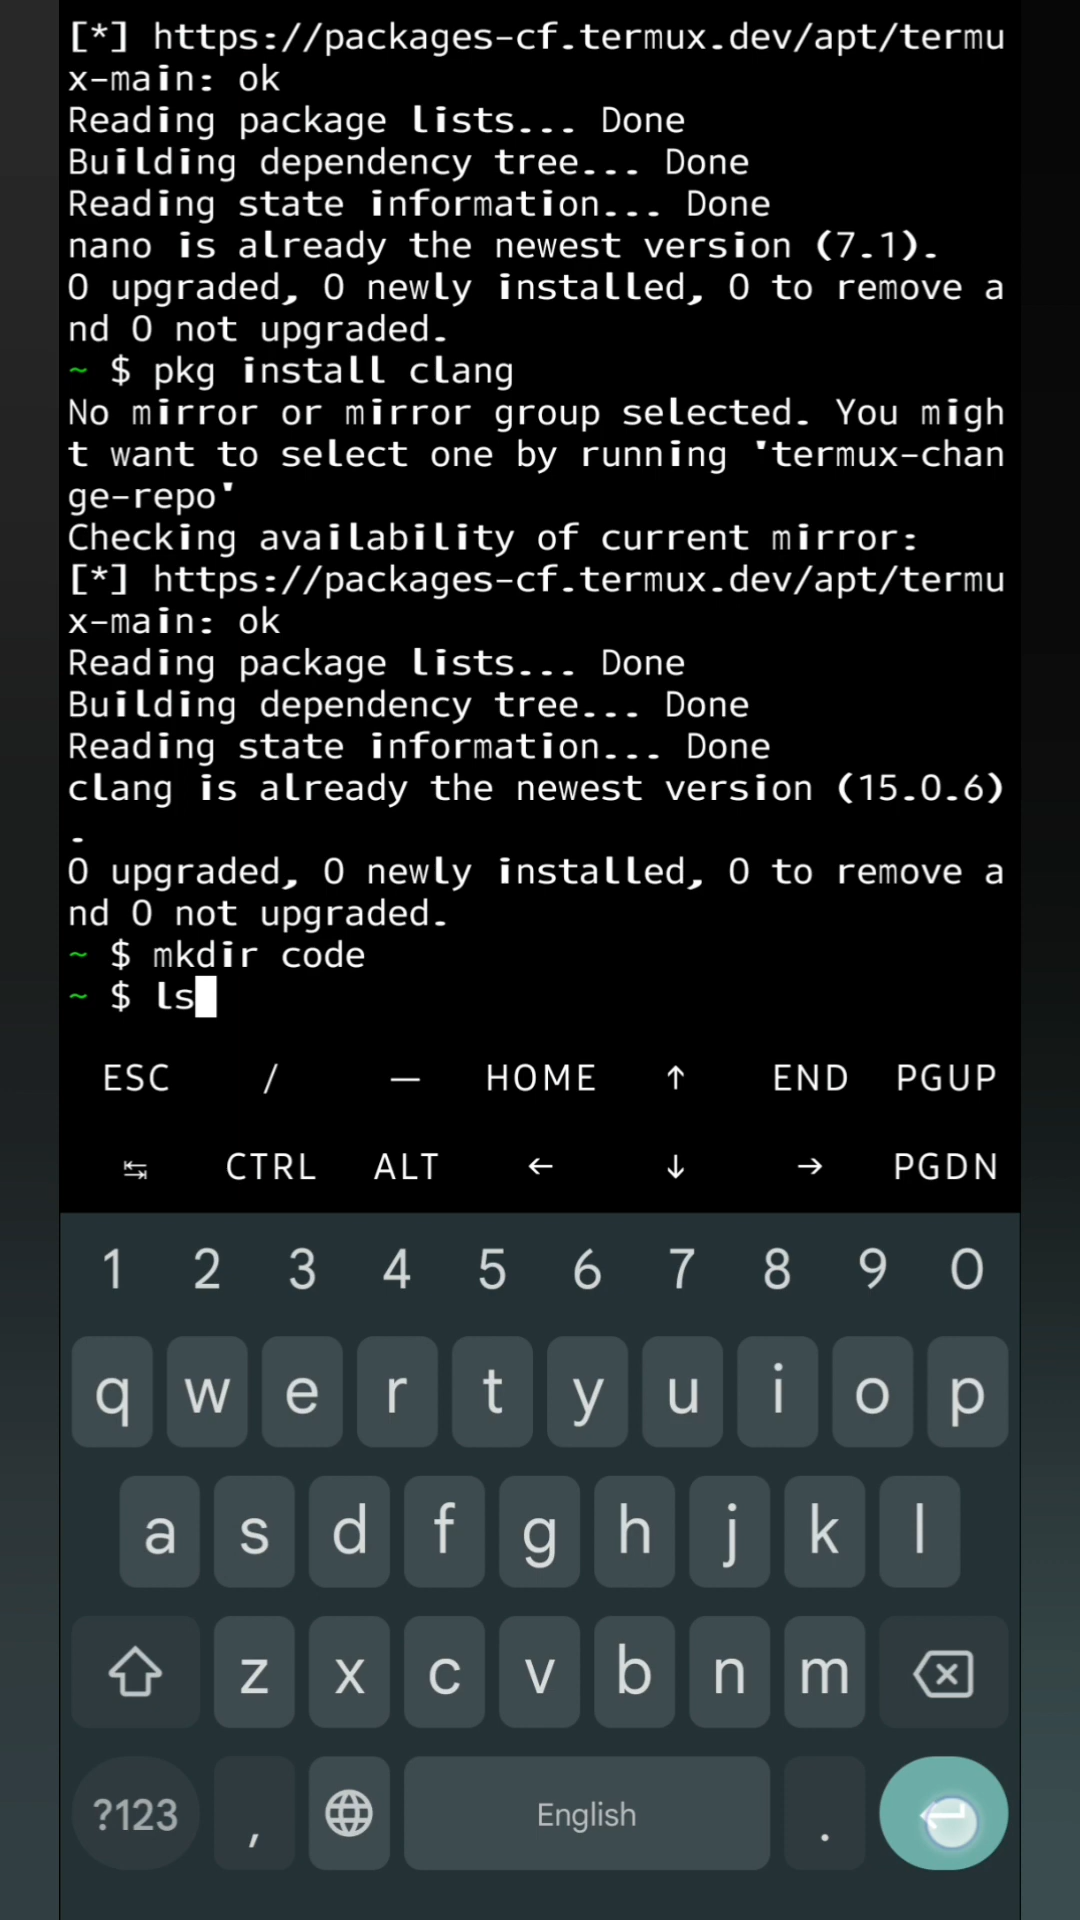 [*] https://packages-cf.termux.dev/apt/termu
x-main: ok
Reading package lists... Done
Building dependency tree... Done
Reading state information... Done
nano is already the newest version (7.1).
0 upgraded, 0 newly installed, 0 to remove a
nd 0 not upgraded.
~ $ pkg install clang
No mirror or mirror group selected. You migh
t want to select one by running 'termux-chan
ge-repo'
Checking availability of current mirror:
[*] https://packages-cf.termux.dev/apt/termu
x-main: ok
Reading package lists... Done
Building dependency tree... Done
Reading state information... Done
clang is already the newest version (15.0.6)
.
0 upgraded, 0 newly installed, 0 to remove a
nd 0 not upgraded.
~ $ mkdir code
~ $ ls
ESC / — HOME ↑ END PGUP
↹ CTRL ALT ← ↓ → PGDN
1 2 3 4 5 6 7 8 9 0
q w e r t y u i o p
a s d f g h j k l
z x c v b n m
?123 , English .